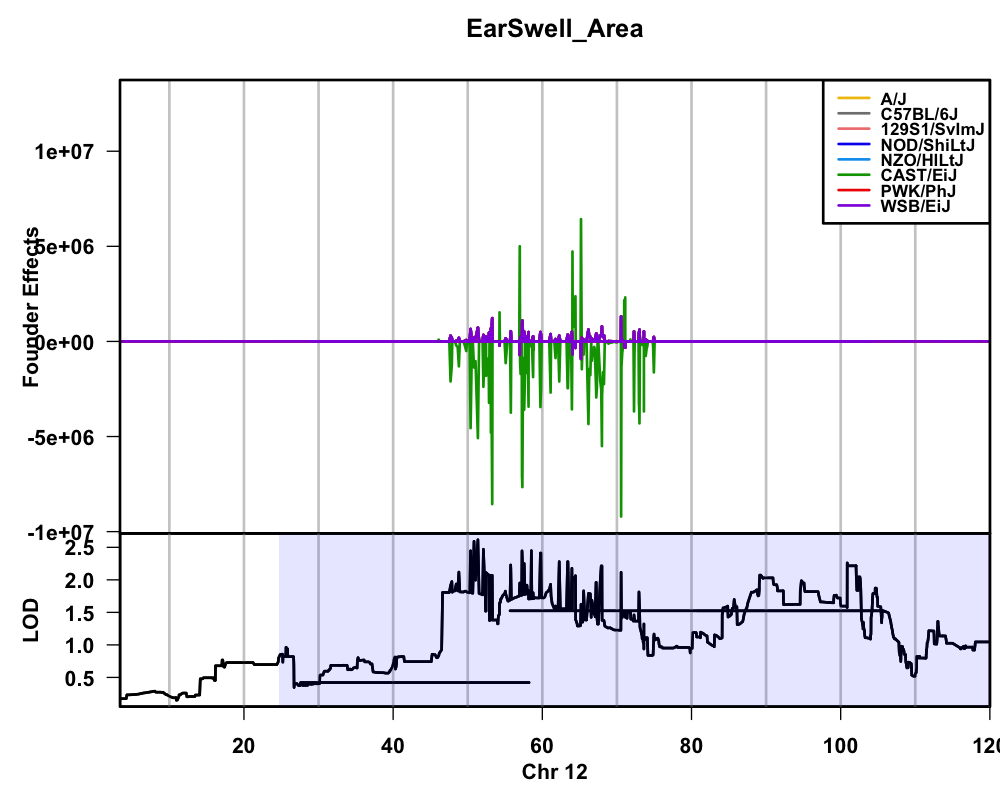 EarSwell_Area
A/J
C57BL/6J
129S1/SvImJ
NOD/ShiLtJ
NZO/HlLtJ
CAST/EiJ
PWK/PhJ
WSB/EiJ
Founder Effects
1e+07
5e+06
0e+00
-5e+06
-1e+07
LOD
2.5
2.0
1.5
1.0
0.5
20 40 60 80 100 120
Chr 12